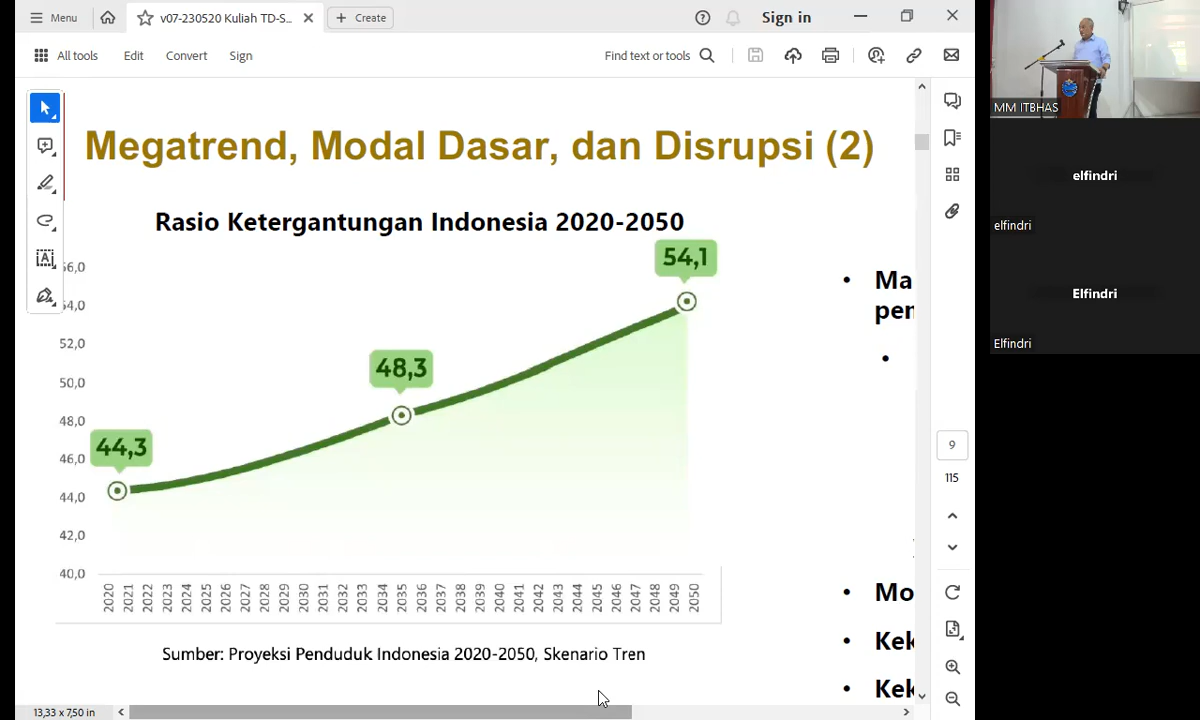 Menu
v07-230520 Kuliah TD-S...
Create
Sign in
All tools
Edit
Convert
Sign
Find text or tools
MM ITBHAS
elfindri
elfindri
Elfindri
Elfindri
Megatrend, Modal Dasar, dan Disrupsi (2)
Rasio Ketergantungan Indonesia 2020-2050
54,1
48,3
44,3
56,0
54,0
52,0
50,0
48,0
46,0
44,0
42,0
40,0
2020 2021 2022 2023 2024 2025 2026 2027 2028 2029 2030 2031 2032 2033 2034 2035 2036 2037 2038 2039 2040 2041 2042 2043 2044 2045 2046 2047 2048 2049 2050
Sumber: Proyeksi Penduduk Indonesia 2020-2050, Skenario Tren
• Ma
pen
•
• Mo
• Kek
• Kek
9
115
13,33 x 7,50 in